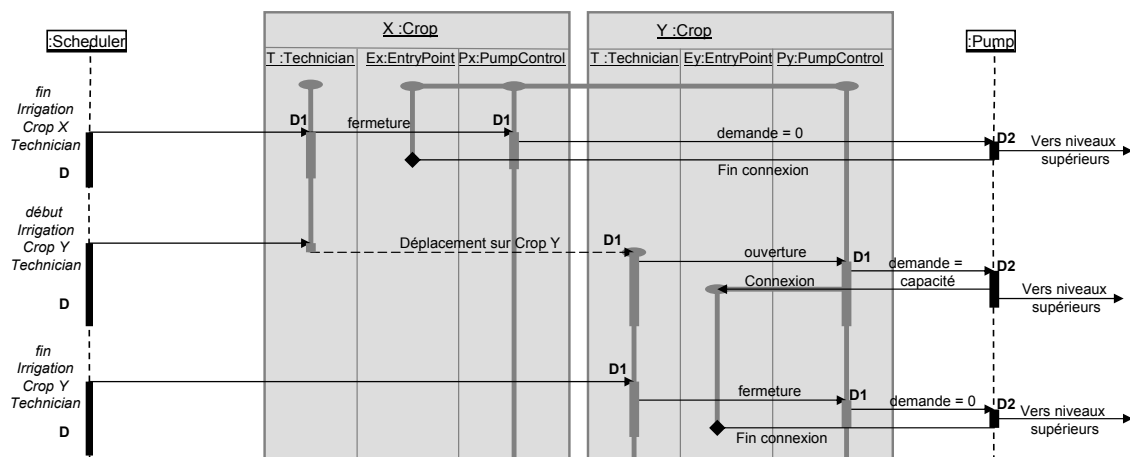 X :Crop
Y :Crop
:Scheduler
:Pump
T :Technician
Ex:EntryPoint
Px:PumpControl
T :Technician
Ey:EntryPoint
Py:PumpControl
fin
Irrigation
Crop X
Technician
D
D1
fermeture
D1
demande = 0
D2
Vers niveaux
supérieurs
Fin connexion
début
Irrigation
Crop Y
Technician
D
Déplacement sur Crop Y
D1
ouverture
D1
demande =
capacité
D2
Connexion
Vers niveaux
supérieurs
fin
Irrigation
Crop Y
Technician
D
D1
fermeture
D1
demande = 0
D2
Vers niveaux
supérieurs
Fin connexion